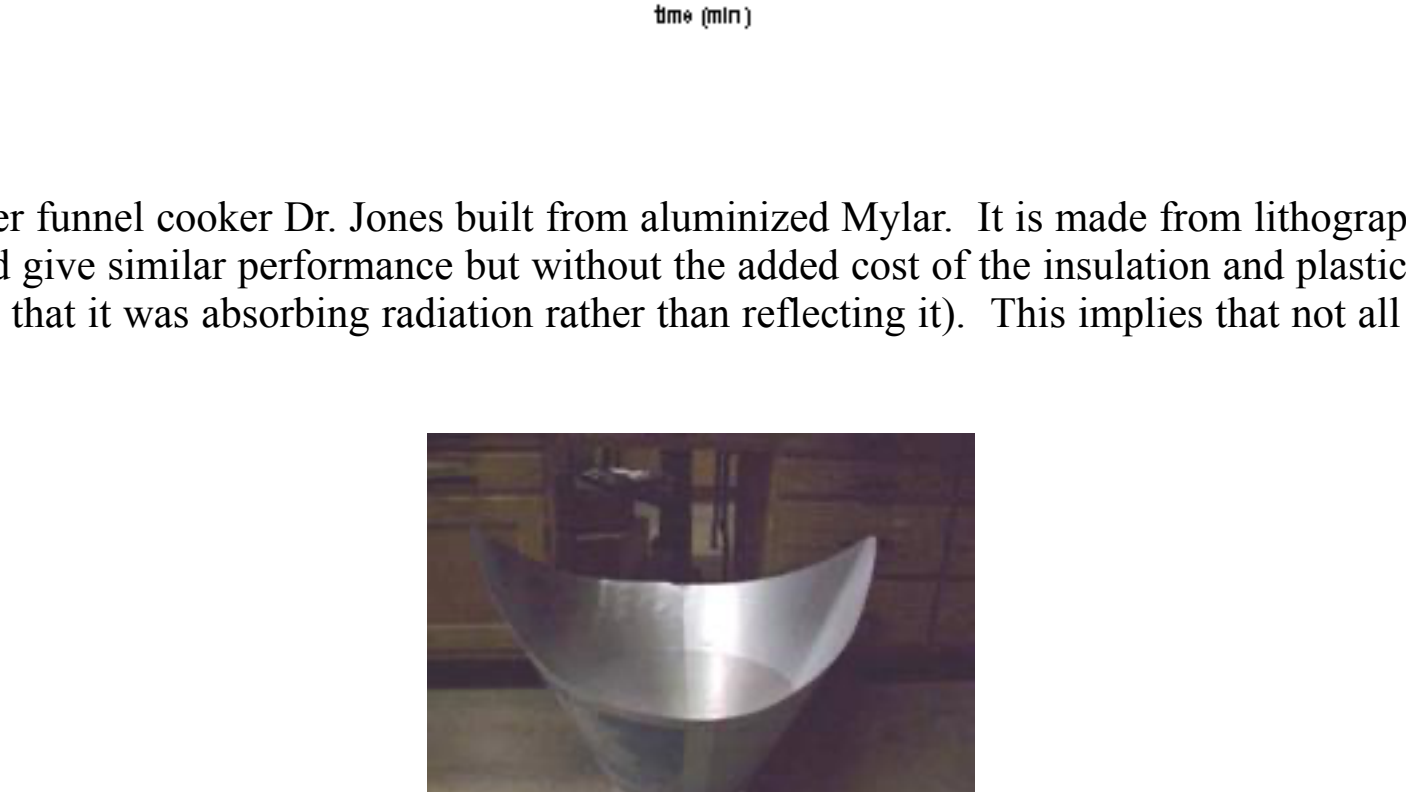 time (min)
er funnel cooker Dr. Jones built from aluminized Mylar.  It is made from lithograp
d give similar performance but without the added cost of the insulation and plastic
that it was absorbing radiation rather than reflecting it).  This implies that not all